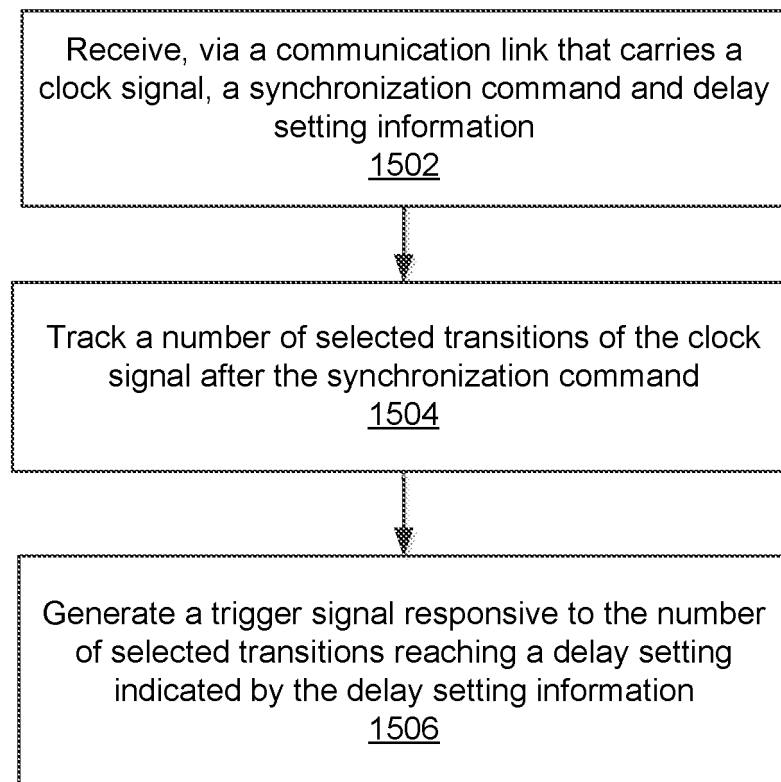 Receive, via a communication link that carries a
clock signal, a synchronization command and delay
setting information
1502
Track a number of selected transitions of the clock
signal after the synchronization command
1504
Generate a trigger signal responsive to the number
of selected transitions reaching a delay setting
indicated by the delay setting information
1506